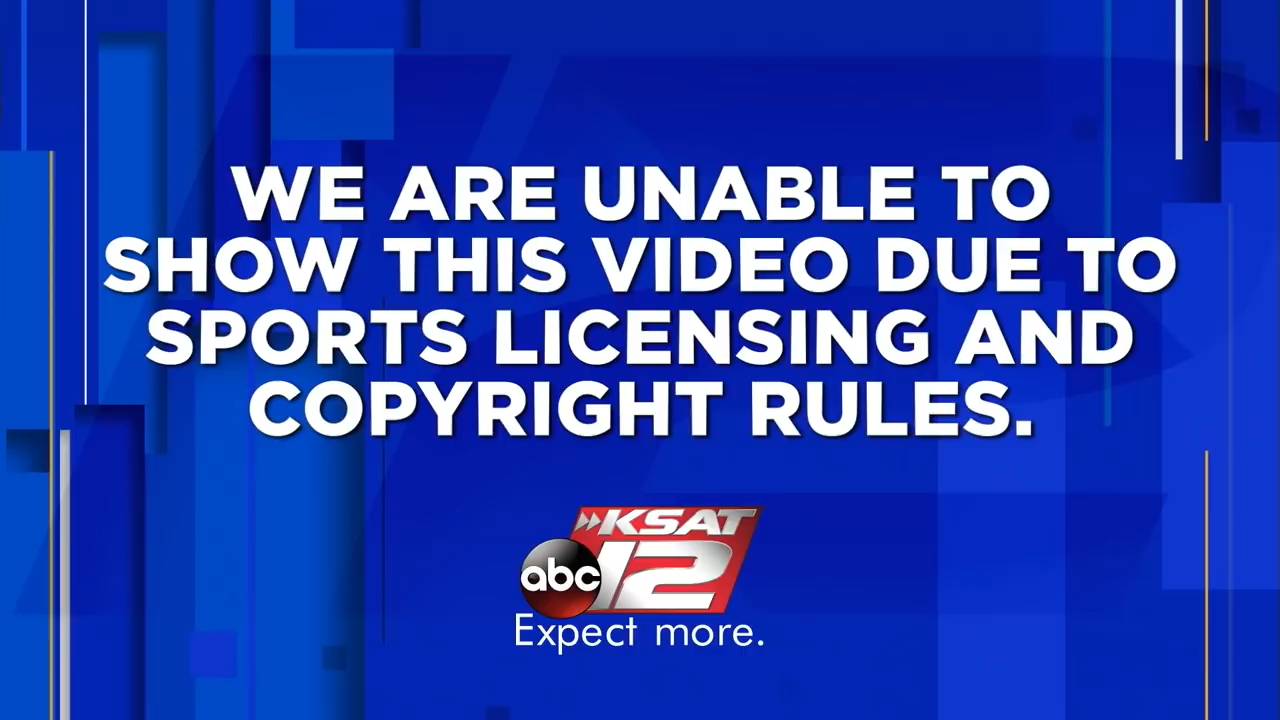 WE ARE UNABLE TO
SHOW THIS VIDEO DUE TO
SPORTS LICENSING AND
COPYRIGHT RULES.
KSAT
abc 12
Expect more.